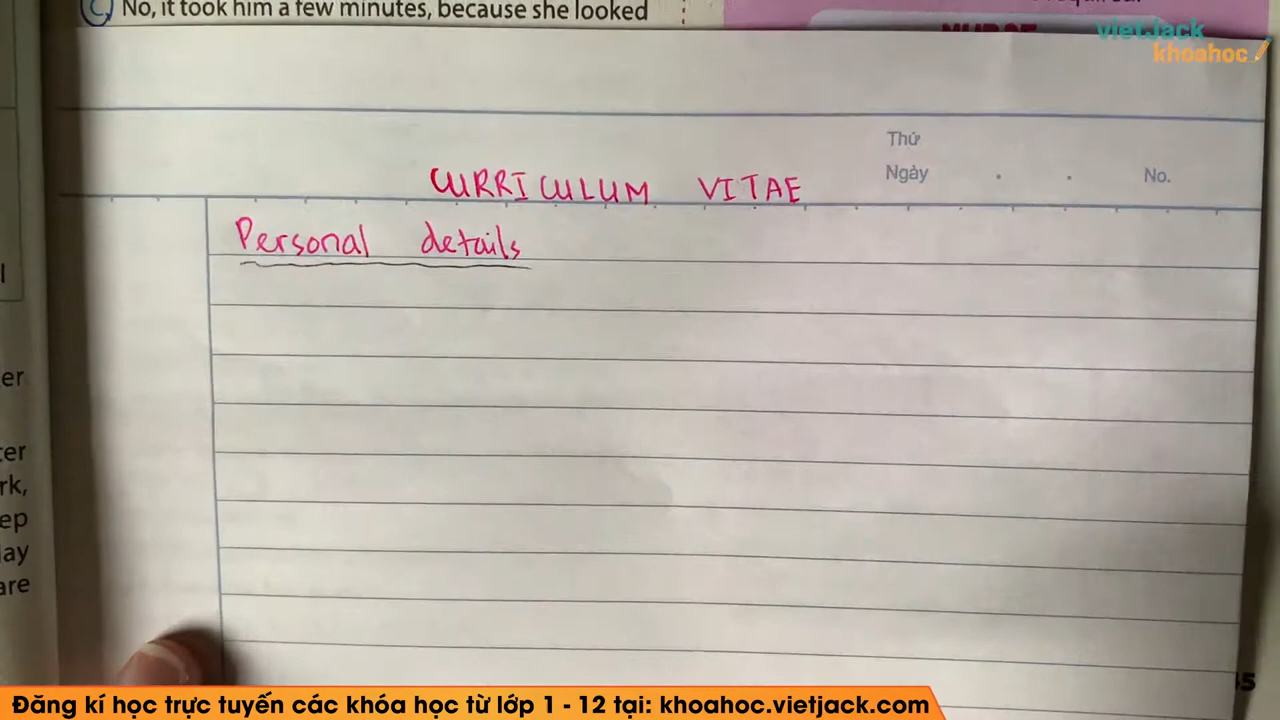 C No, it took him a few minutes, because she looked
vietjack
khoahoc
Thứ
Ngày . . No.
CURRICULUM VITAE
Personal details
er
rk,
ep
lay
are
Đăng kí học trực tuyến các khóa học từ lớp 1 - 12 tại: khoahoc.vietjack.com